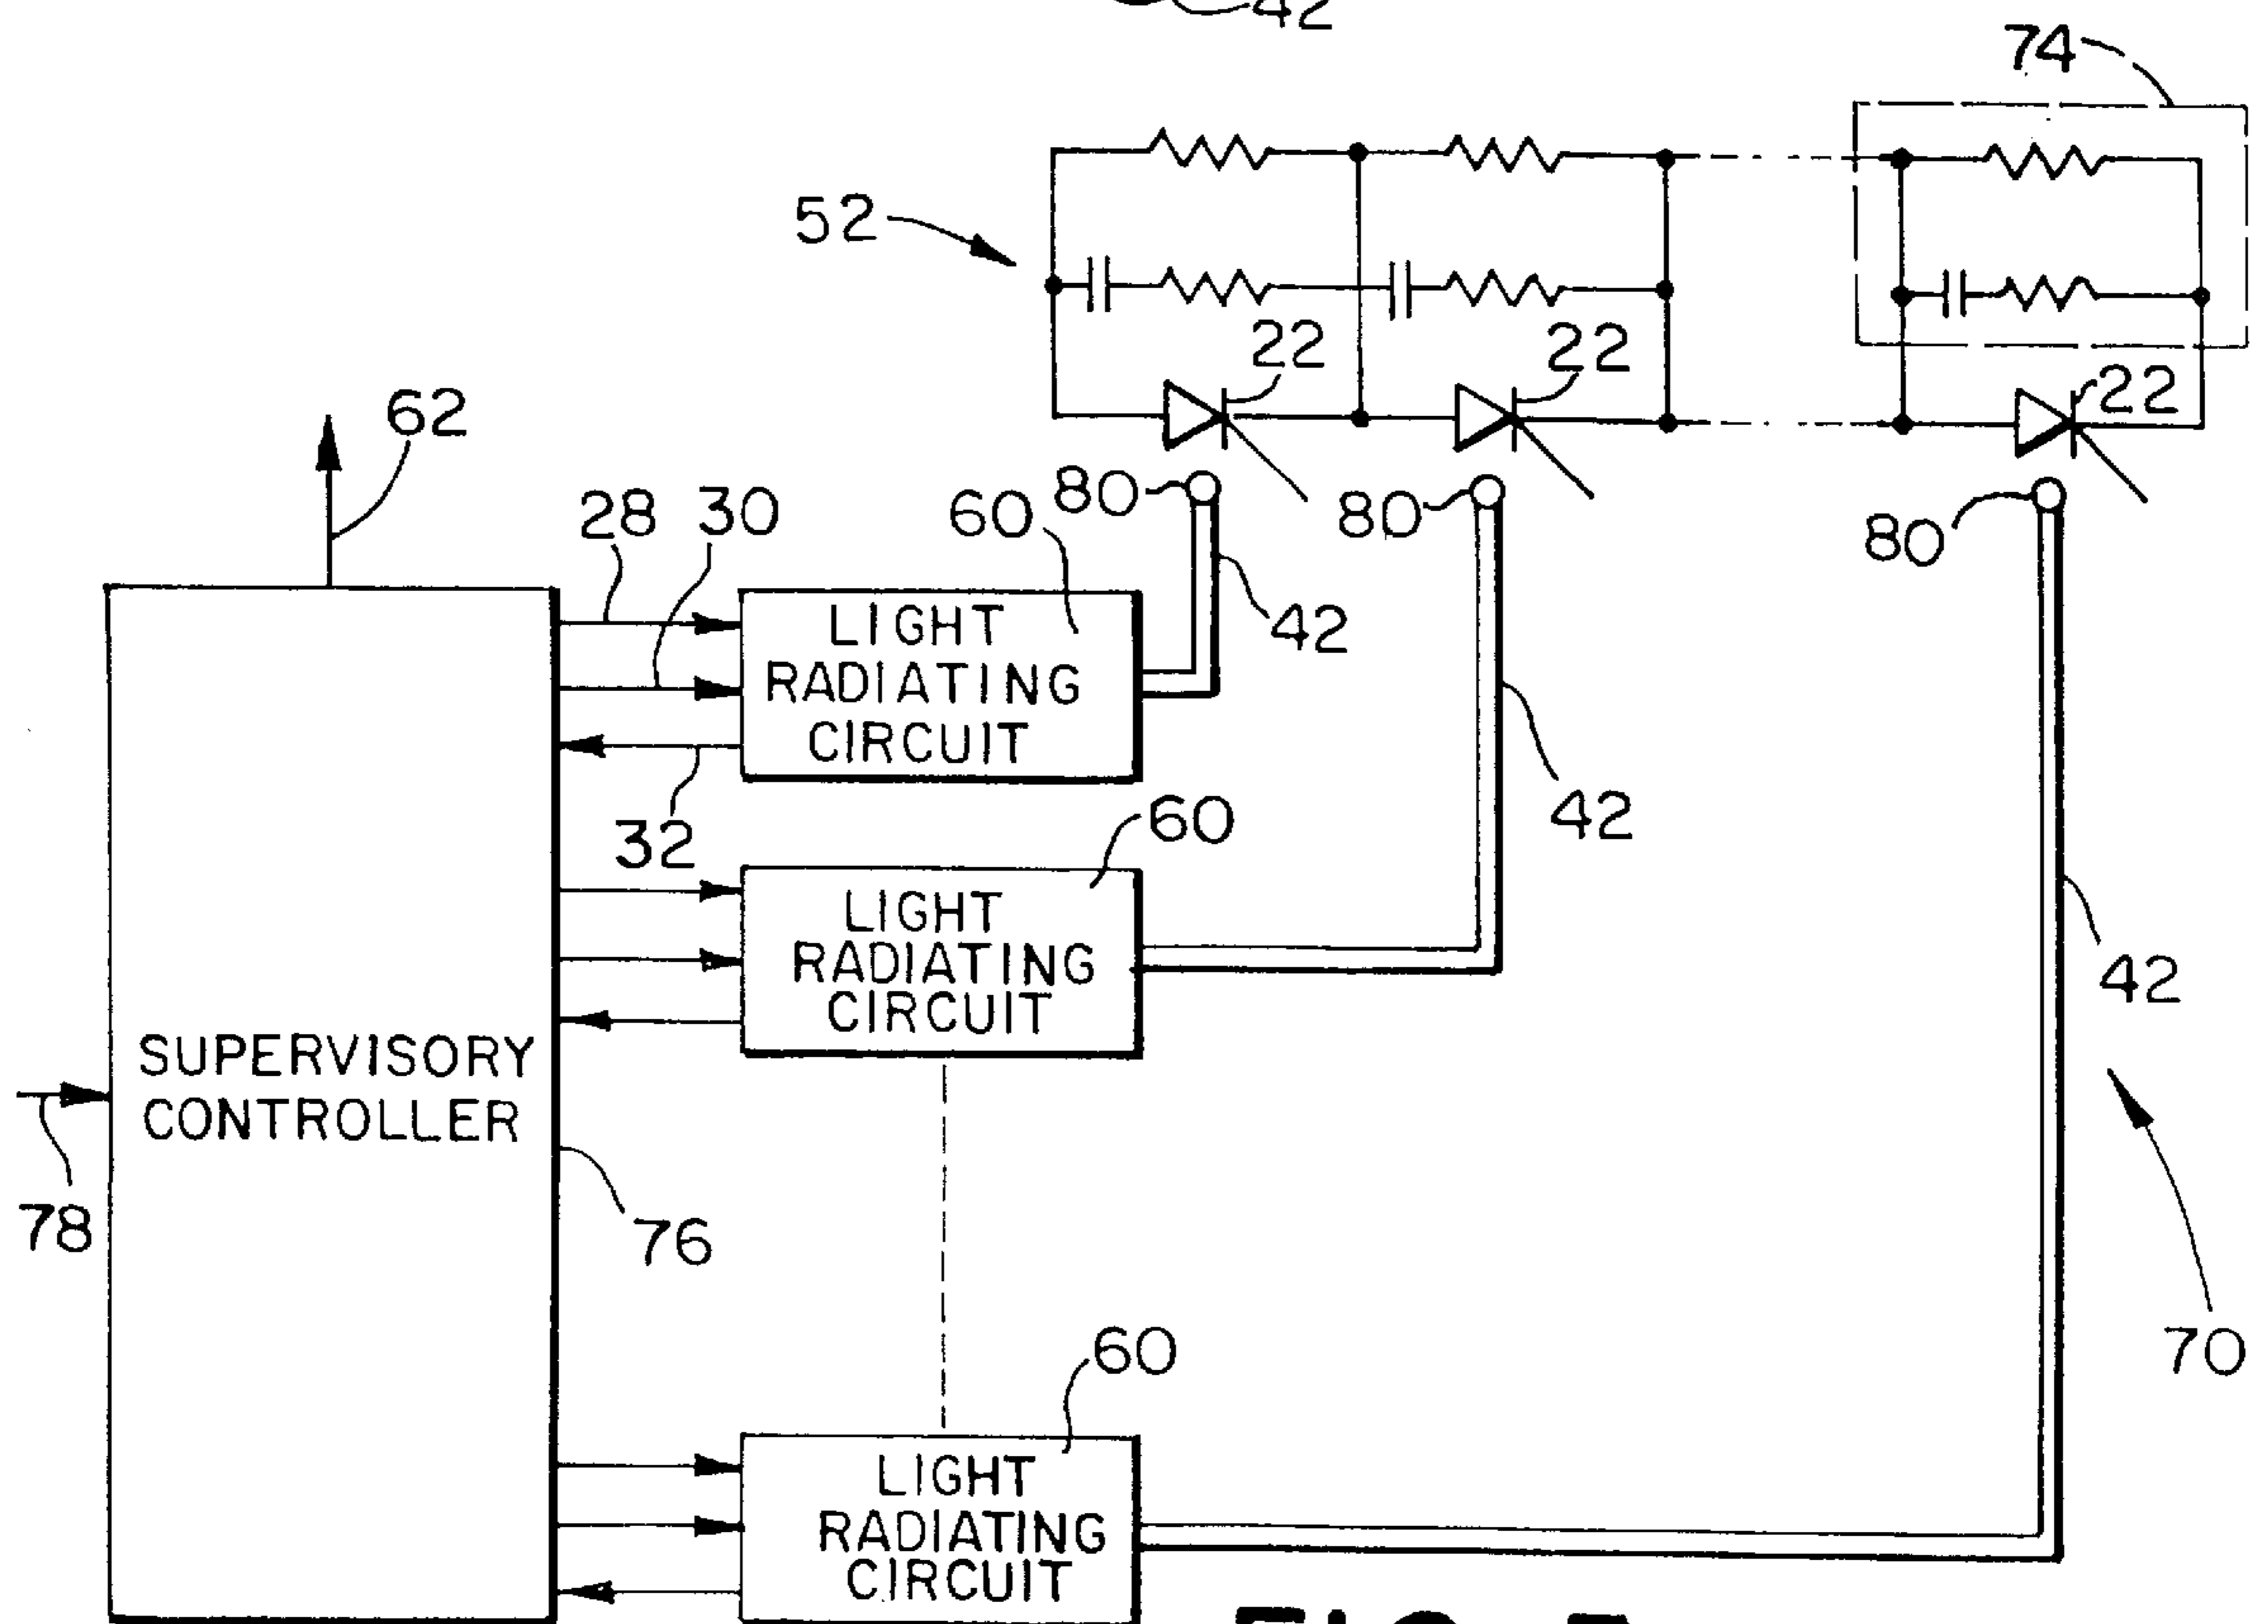 42
74
52
22
22
22
62
28
30
60
80
80
80
LIGHT
RADIATING
CIRCUIT
42
32
60
42
LIGHT
RADIATING
CIRCUIT
42
SUPERVISORY
CONTROLLER
78
76
60
70
LIGHT
RADIATING
CIRCUIT